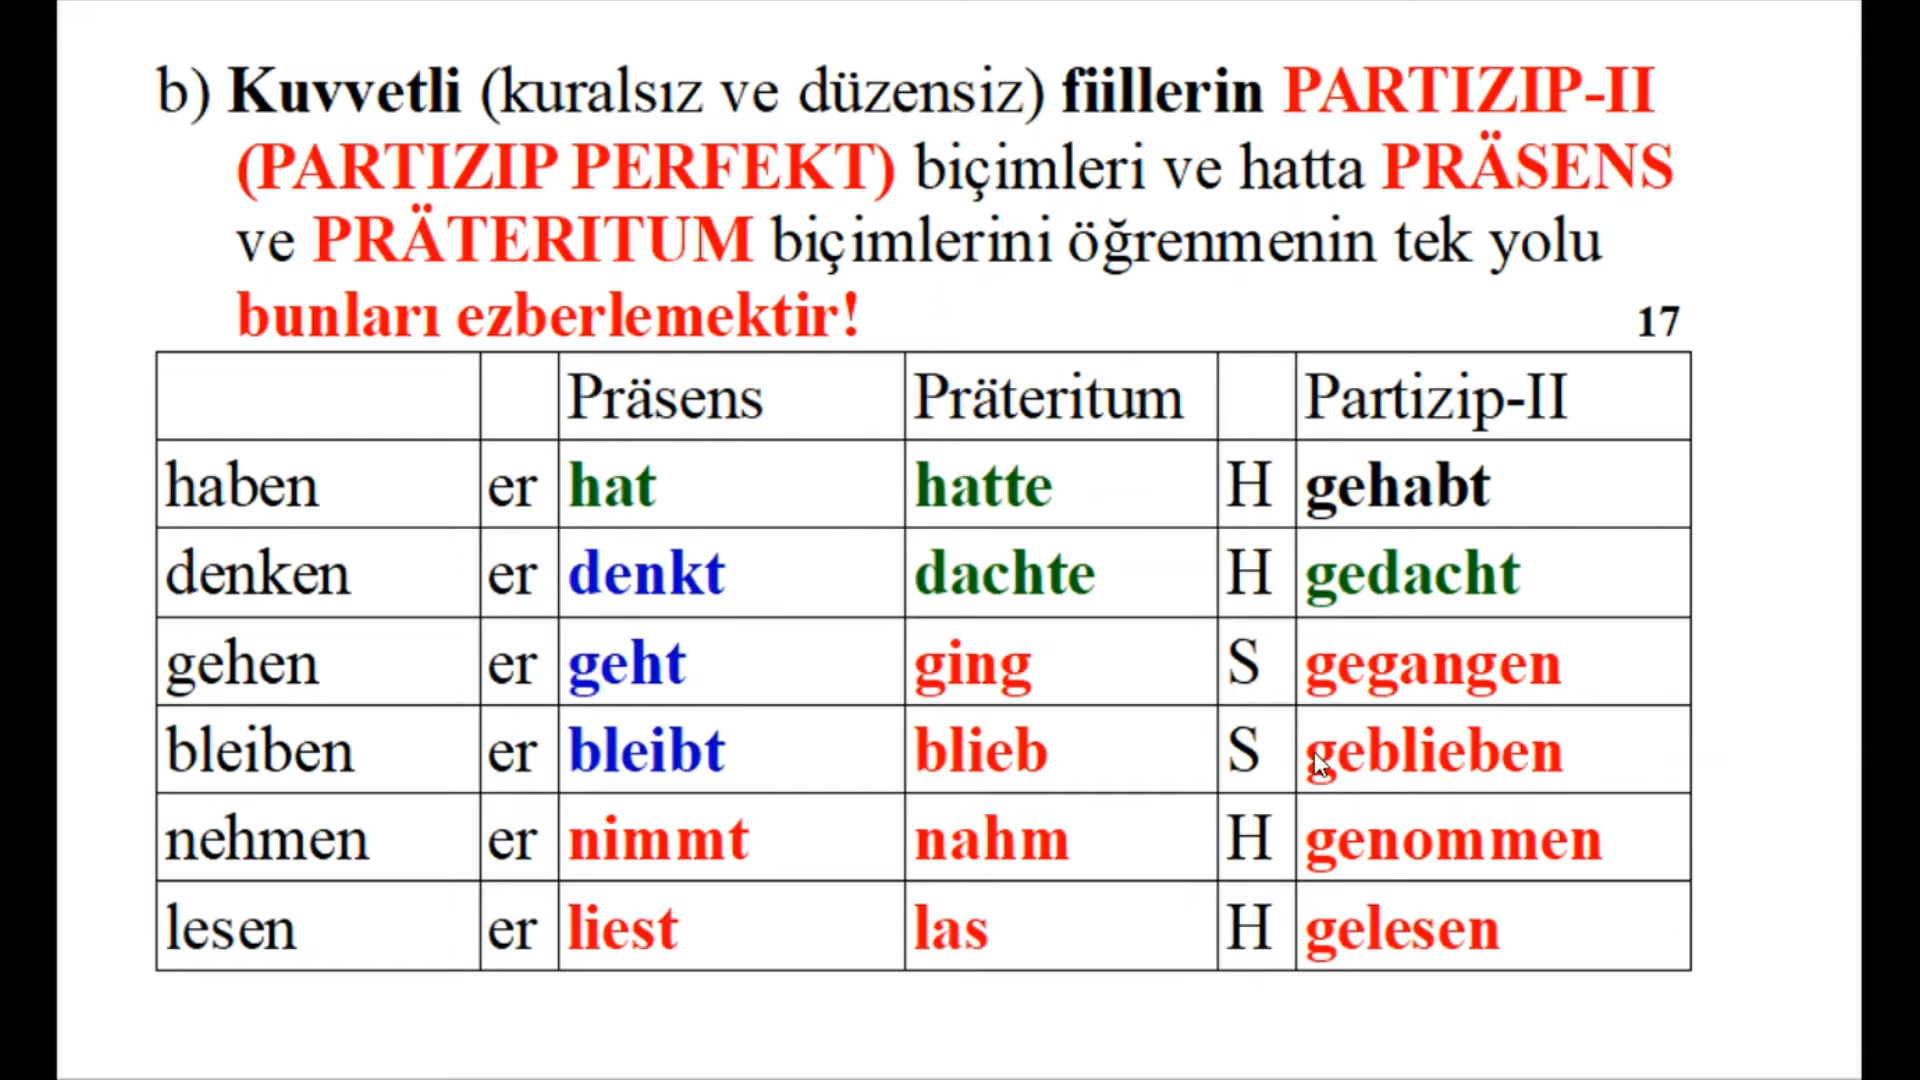 b) Kuvvetli (kuralsız ve düzensiz) fiillerin PARTIZIP-II
(PARTIZIP PERFEKT) biçimleri ve hatta PRÄSENS
ve PRÄTERITUM biçimlerini öğrenmenin tek yolu
bunları ezberlemektir! 17
Präsens Präteritum Partizip-II
haben er hat hatte H gehabt
denken er denkt dachte H gedacht
gehen er geht ging S gegangen
bleiben er bleibt blieb S geblieben
nehmen er nimmt nahm H genommen
lesen er liest las H gelesen